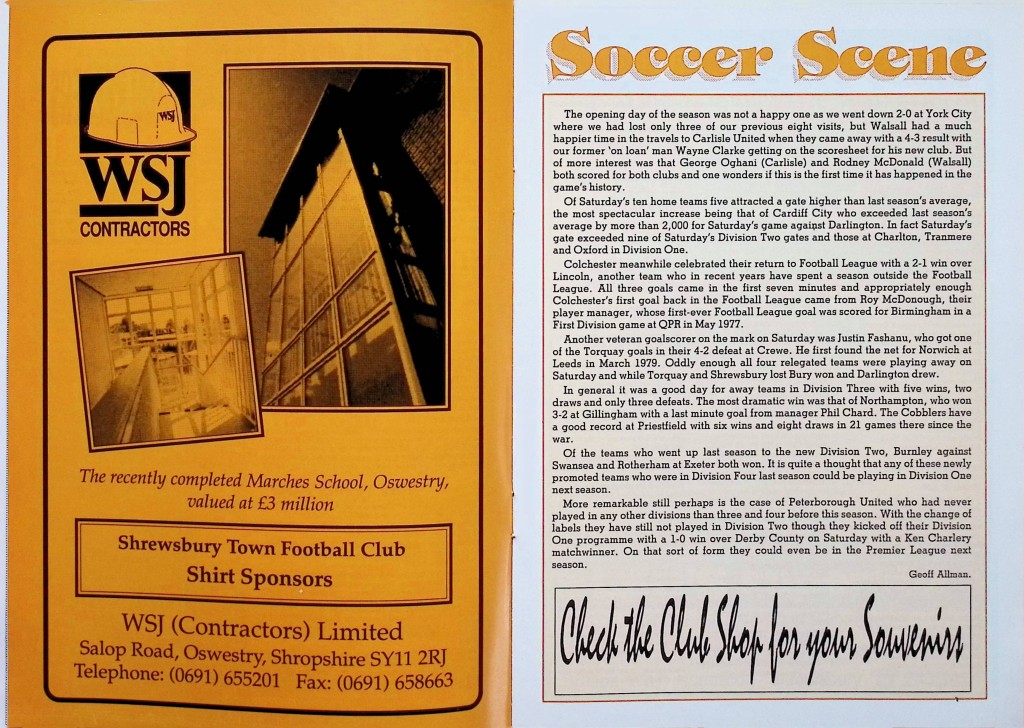 WSJ
WSJ
CONTRACTORS
The recently completed Marches School, Oswestry,
valued at £3 million
Shrewsbury Town Football Club
Shirt Sponsors
WSJ (Contractors) Limited
Salop Road, Oswestry, Shropshire SY11 2RJ
Telephone: (0691) 655201 Fax: (0691) 658663
Soccer Scene
The opening day of the season was not a happy one as we went down 2-0 at York City
where we had lost only three of our previous eight visits, but Walsall had a much
happier time in the travels to Carlisle United when they came away with a 4-3 result with
our former 'on loan' man Wayne Clarke getting on the scoresheet for his new club. But
of more interest was that George Oghani (Carlisle) and Rodney McDonald (Walsall)
both scored for both clubs and one wonders if this is the first time it has happened in the
game's history.
Of Saturday's ten home teams five attracted a gate higher than last season's average,
the most spectacular increase being that of Cardiff City who exceeded last season's
average by more than 2,000 for Saturday's game against Darlington. In fact Saturday's
gate exceeded nine of Saturday's Division Two gates and those at Charlton, Tranmere
and Oxford in Division One.
Colchester meanwhile celebrated their return to Football League with a 2-1 win over
Lincoln, another team who in recent years have spent a season outside the Football
League. All three goals came in the first seven minutes and appropriately enough
Colchester's first goal back in the Football League came from Roy McDonough, their
player manager, whose first-ever Football League goal was scored for Birmingham in a
First Division game at QPR in May 1977.
Another veteran goalscorer on the mark on Saturday was Justin Fashanu, who got one
of the Torquay goals in their 4-2 defeat at Crewe. He first found the net for Norwich at
Leeds in March 1979. Oddly enough all four relegated teams were playing away on
Saturday and while Torquay and Shrewsbury lost Bury won and Darlington drew.
In general it was a good day for away teams in Division Three with five wins, two
draws and only three defeats. The most dramatic win was that of Northampton, who won
3-2 at Gillingham with a last minute goal from manager Phil Chard. The Cobblers have
a good record at Priestfield with six wins and eight draws in 21 games there since the
war.
Of the teams who went up last season to the new Division Two, Burnley against
Swansea and Rotherham at Exeter both won. It is quite a thought that any of these newly
promoted teams who were in Division Four last season could be playing in Division One
next season.
More remarkable still perhaps is the case of Peterborough United who had never
played in any other divisions than three and four before this season. With the change of
labels they have still not played in Division Two though they kicked off their Division
One programme with a 1-0 win over Derby County on Saturday with a Ken Charlery
matchwinner. On that sort of form they could even be in the Premier League next
season.
Geoff Allman.
Check the Club Shop for your Souvenirs